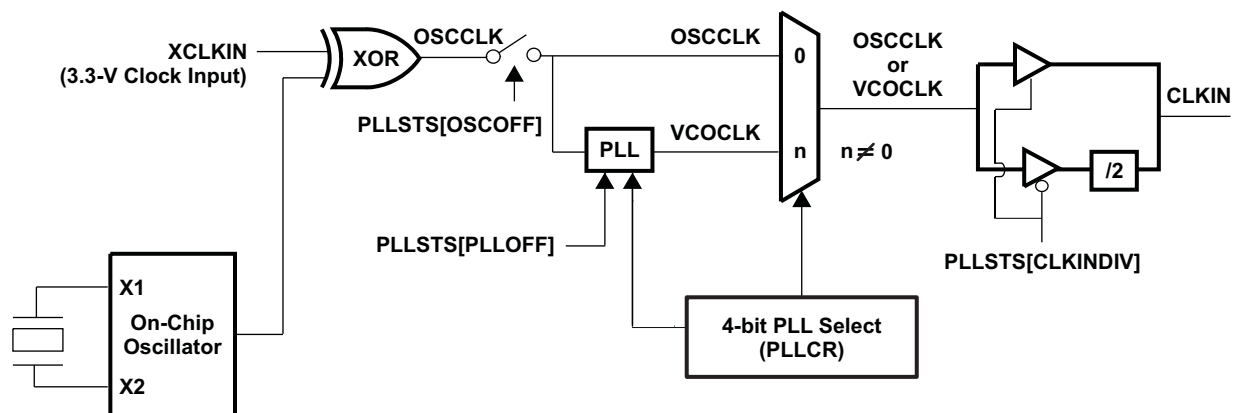 XCLKIN
(3.3-V Clock Input)
XOR
OSCCLK
PLLSTS[OSCOFF]
OSCCLK
0
PLL
VCOCLK
n
n ≠ 0
OSCCLK
or
VCOCLK
CLKIN
/2
PLLSTS[PLLOFF]
PLLSTS[CLKINDIV]
X1
On-Chip
Oscillator
X2
4-bit PLL Select
(PLLCR)